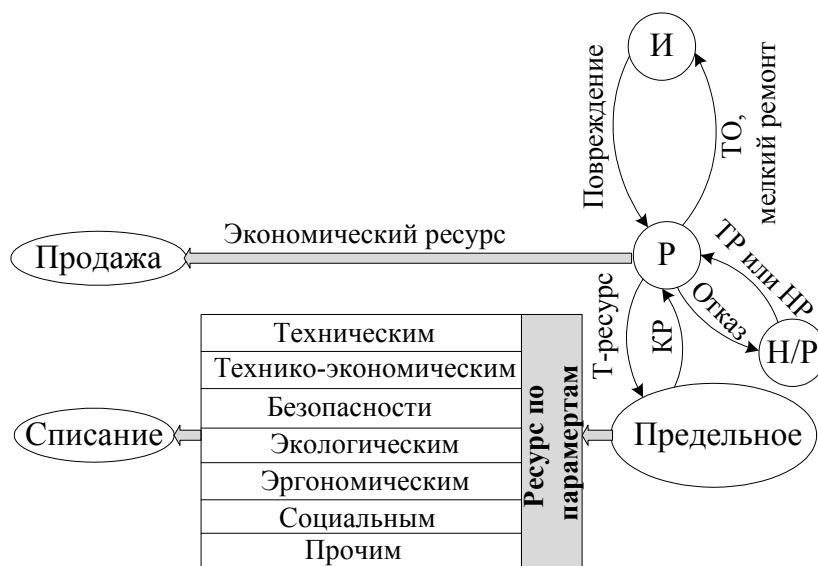 И
Повреждение
ТО,
мелкий ремонт
Экономический ресурс
Продажа
Р
ТР или НР
Отказ
Н/Р
Т-ресурс
КР
Техническим
Технико-экономическим
Безопасности
Экологическим
Эргономическим
Социальным
Прочим
Ресурс по
парамертам
Списание
Предельное